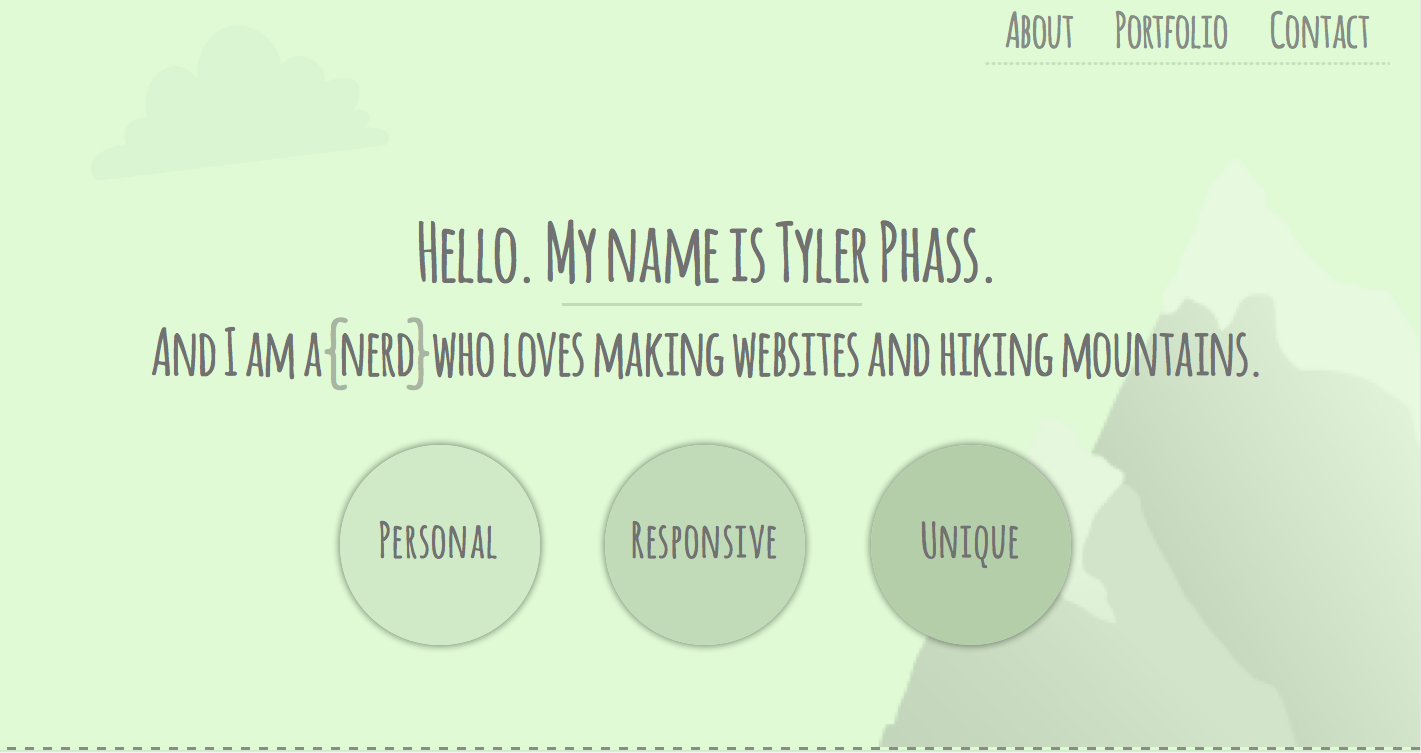 About Portfolio Contact
Hello. My name is Tyler Phass.
And I am a {nerd} who loves making websites and hiking mountains.
Personal Responsive Unique